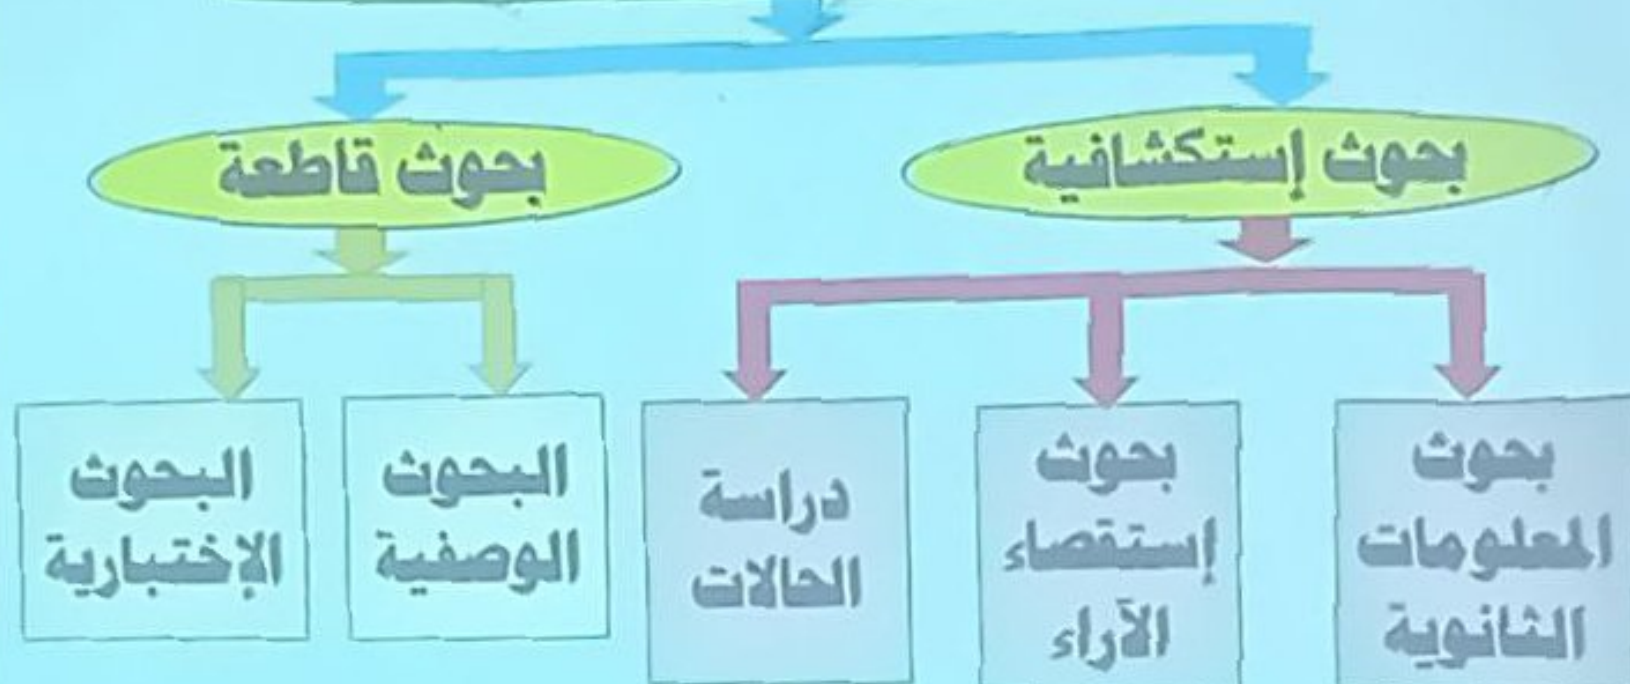 بحوث إستكشافية
بحوث قاطعة
بحوث
المعلومات
الثانوية
بحوث
إستقصاء
الآراء
دراسة
الحالات
البحوث
الوصفية
البحوث
الإختبارية